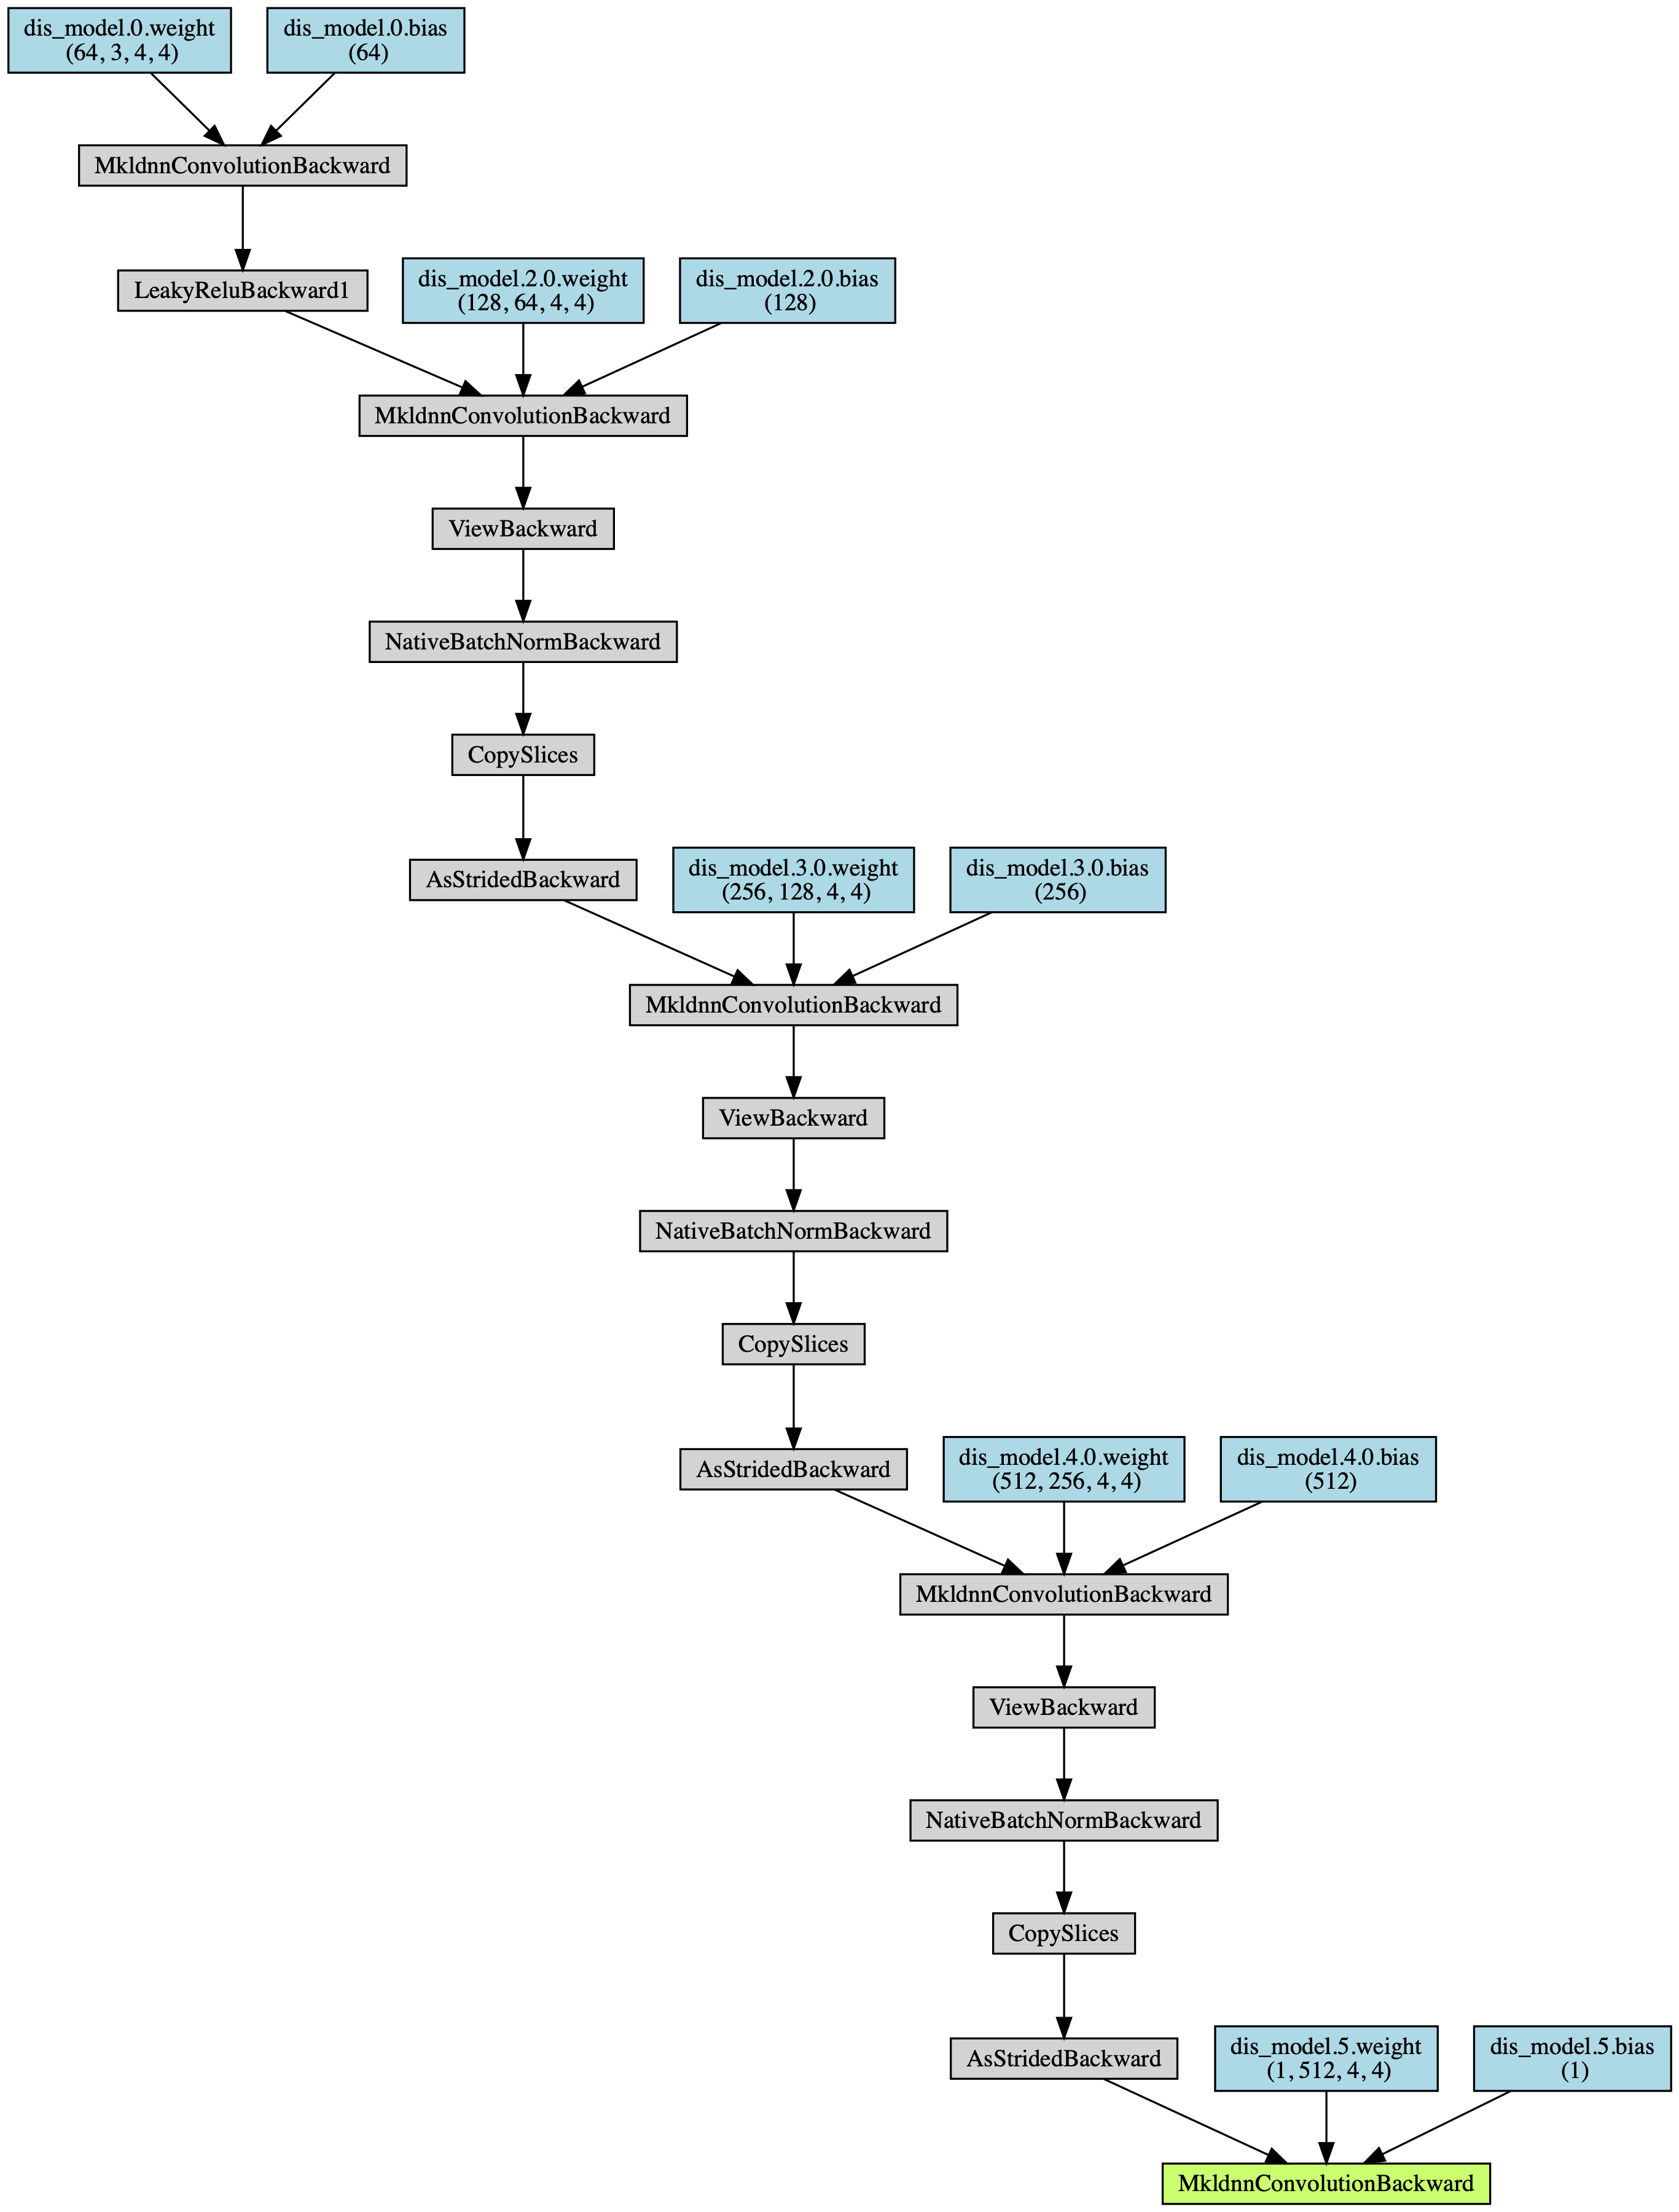 dis_model.0.weight
(64, 3, 4, 4)
dis_model.0.bias
(64)
MkldnnConvolutionBackward
LeakyReluBackward1
dis_model.2.0.weight
(128, 64, 4, 4)
dis_model.2.0.bias
(128)
MkldnnConvolutionBackward
ViewBackward
NativeBatchNormBackward
CopySlices
AsStridedBackward
dis_model.3.0.weight
(256, 128, 4, 4)
dis_model.3.0.bias
(256)
MkldnnConvolutionBackward
ViewBackward
NativeBatchNormBackward
CopySlices
AsStridedBackward
dis_model.4.0.weight
(512, 256, 4, 4)
dis_model.4.0.bias
(512)
MkldnnConvolutionBackward
ViewBackward
NativeBatchNormBackward
CopySlices
AsStridedBackward
dis_model.5.weight
(1, 512, 4, 4)
dis_model.5.bias
(1)
MkldnnConvolutionBackward